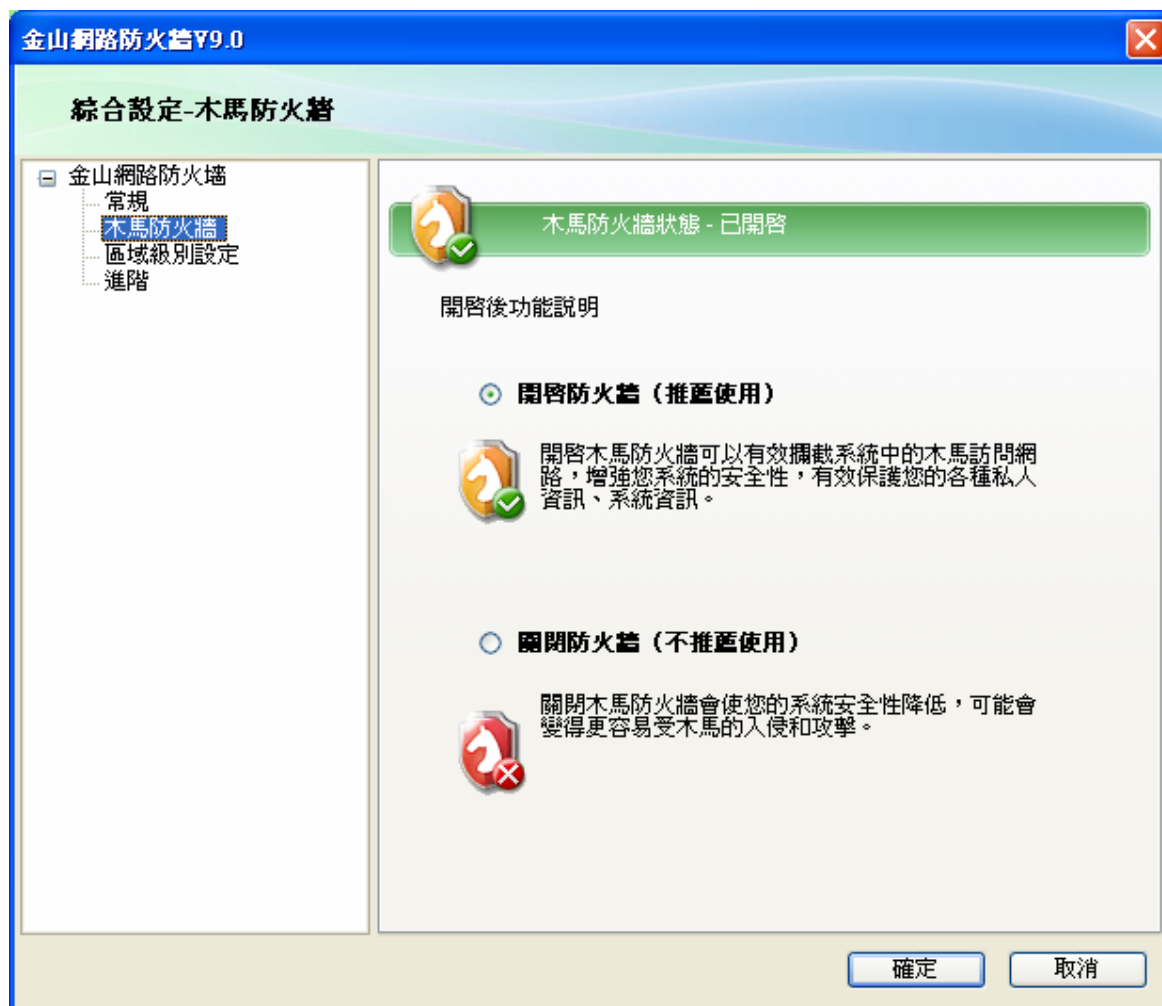 金山網路防火牆V9.0
綜合設定-木馬防火牆
金山網路防火墙
常規
木馬防火牆
區域級別設定
進階
木馬防火牆狀態 - 已開啓
開啓後功能說明
開啓防火牆（推薦使用）
開啓木馬防火牆可以有效攔截系統中的木馬訪問網
路，增強您系統的安全性，有效保護您的各種私人
資訊、系統資訊。
關閉防火牆（不推薦使用）
關閉木馬防火牆會使您的系統安全性降低，可能會
變得更容易受木馬的入侵和攻擊。
確定
取消